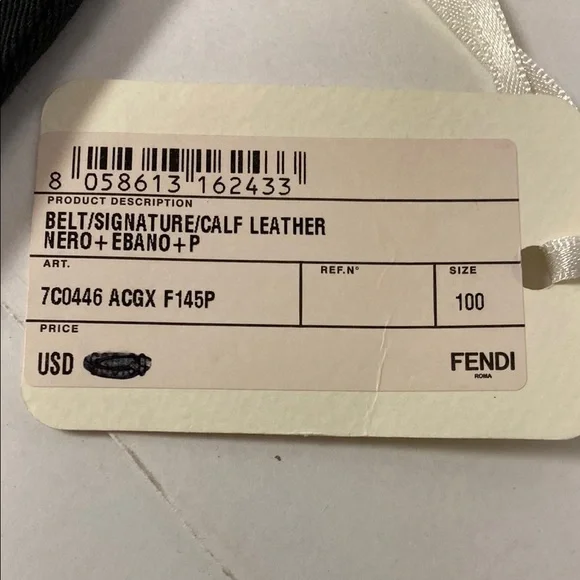 8 058613 162433
PRODUCT DESCRIPTION
BELT/SIGNATURE/CALF LEATHER
NERO+EBANO+P
ART. REF.N° SIZE
7C0446 ACGX F145P 100
PRICE
USD FENDI
ROMA